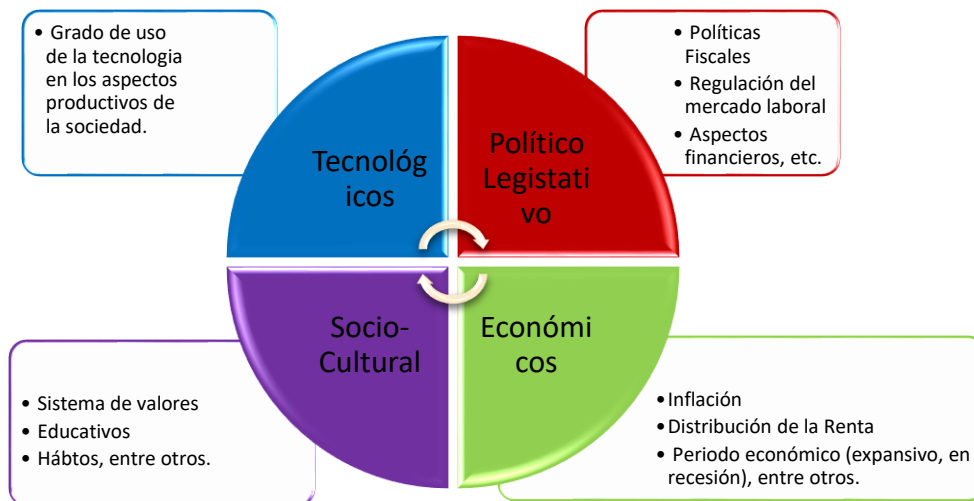 • Grado de uso
de la tecnologia
en los aspectos
productivos de
la sociedad.
• Políticas
Fiscales
• Regulación del
mercado laboral
• Aspectos
financieros, etc.
Tecnológ
icos
Político
Legistati
vo
Socio-
Cultural
Económi
cos
• Sistema de valores
• Educativos
• Hábtos, entre otros.
•Inflación
•Distribución de la Renta
• Periodo económico (expansivo, en
recesión), entre otros.